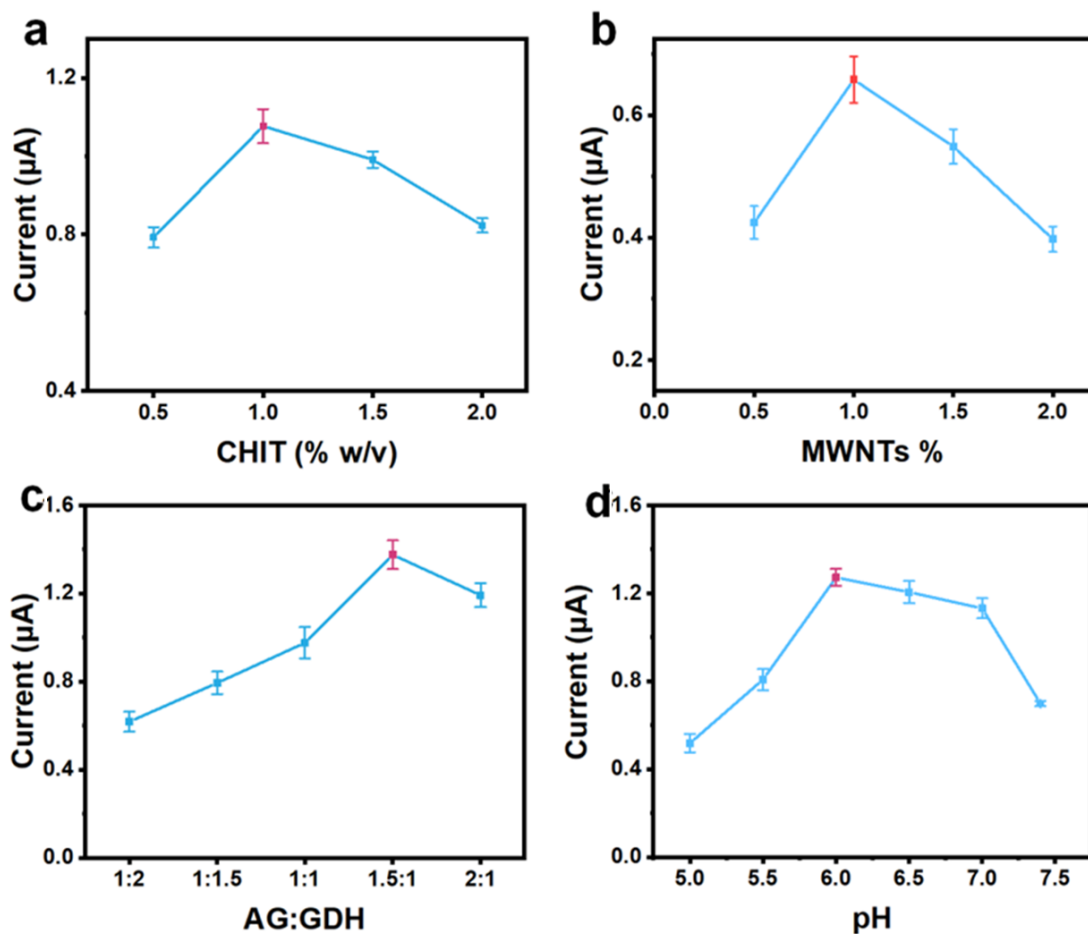 a
Current (µA)
1.2
0.8
0.4
0.5 1.0 1.5 2.0
CHIT (% w/v)
b
Current (µA)
0.6
0.4
0.2
0.0 0.5 1.0 1.5 2.0
MWNTs %
c
Current (µA)
1.6
1.2
0.8
0.4
0.0
1:2 1:1.5 1:1 1.5:1 2:1
AG:GDH
d
Current (µA)
1.6
1.2
0.8
0.4
0.0
5.0 5.5 6.0 6.5 7.0 7.5
pH